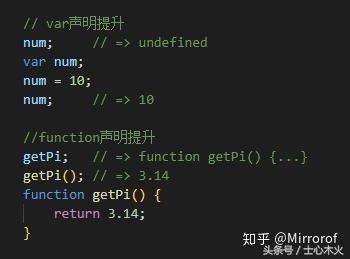 // var声明提升
num;     // => undefined
var num;
num = 10;
num;     // => 10

//function声明提升
getPi;   // => function getPi() {...}
getPi(); // => 3.14
function getPi() {
    return 3.14;
}
知乎 @Mirrorof
头条号 / 士心木火